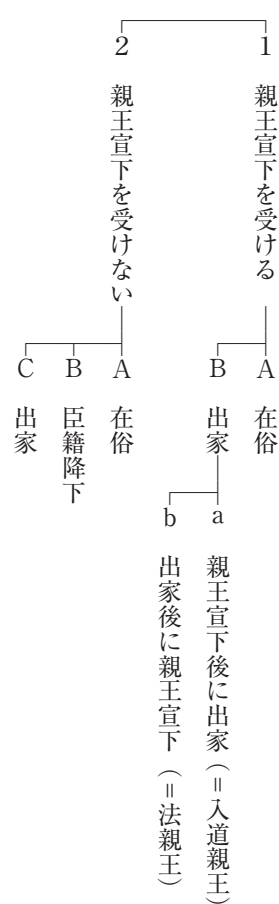 1 親王宣下を受ける
A 在俗
B 出家
a 親王宣下後に出家（＝入道親王）
b 出家後に親王宣下（＝法親王）
2 親王宣下を受けない
A 在俗
B 臣籍降下
C 出家